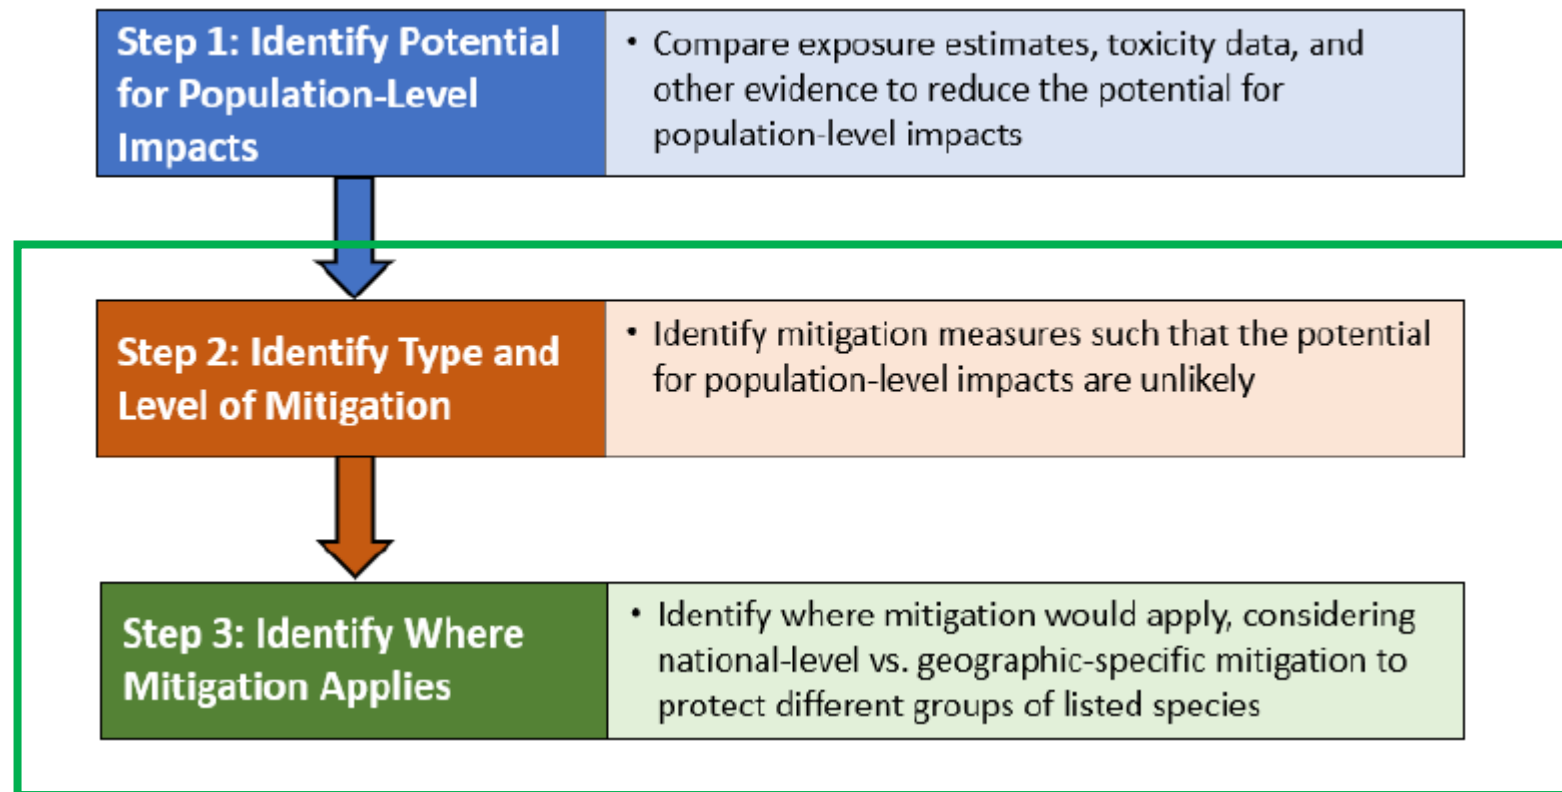 Step 1: Identify Potential
for Population-Level
Impacts
• Compare exposure estimates, toxicity data, and
other evidence to reduce the potential for
population-level impacts
Step 2: Identify Type and
Level of Mitigation
• Identify mitigation measures such that the potential
for population-level impacts are unlikely
Step 3: Identify Where
Mitigation Applies
• Identify where mitigation would apply, considering
national-level vs. geographic-specific mitigation to
protect different groups of listed species